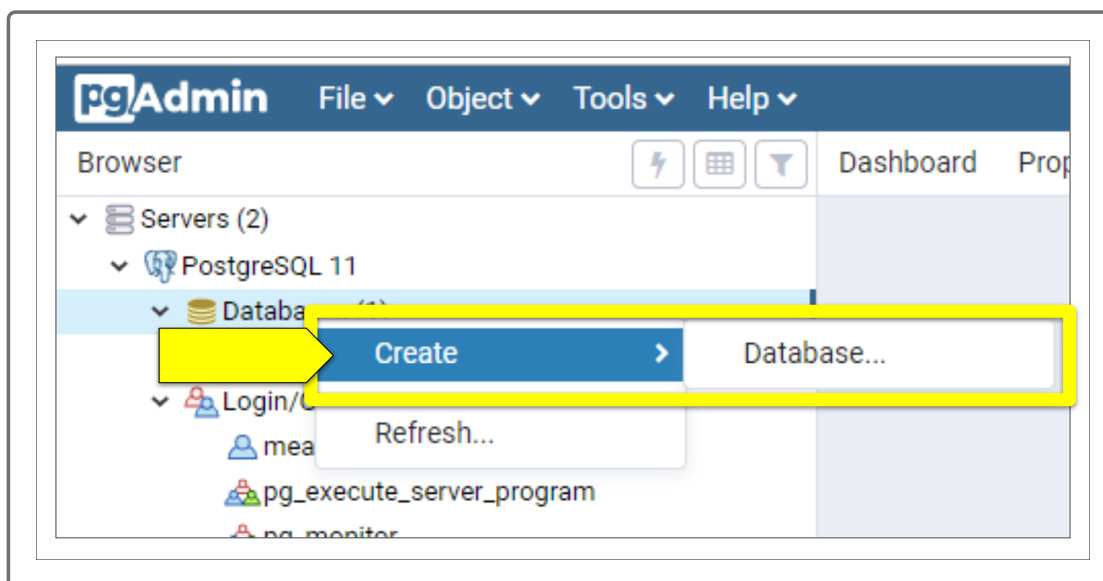 pgAdmin File Object Tools Help
Browser Dashboard
Servers (2)
PostgreSQL 11
Create Database...
Refresh...
pg_execute_server_program